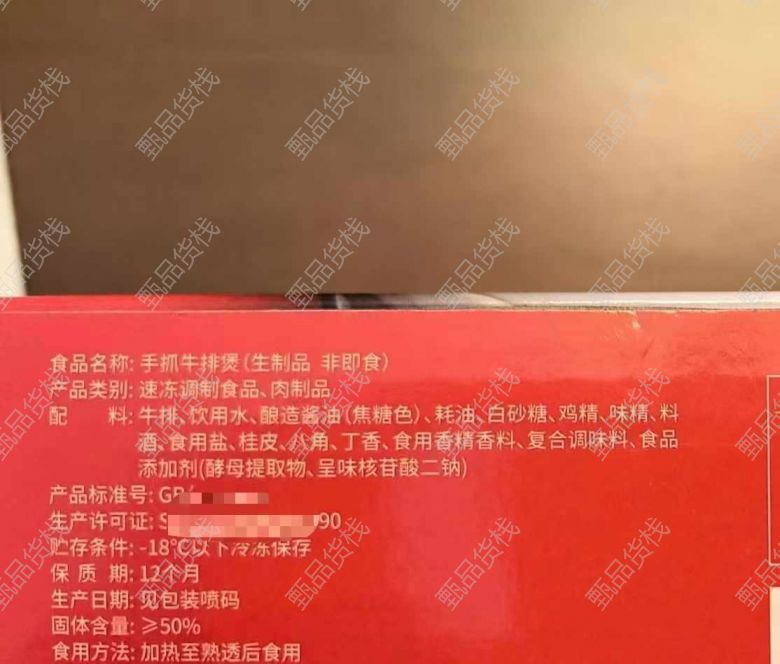 食品名称: 手抓牛排煲(生制品 非即食)
产品类别: 速冻调制食品、肉制品
配 料: 牛排、饮用水、酿造酱油(焦糖色)、耗油、白砂糖、鸡精、味精、料
酒、食用盐、桂皮、八角、丁香、食用香精香料、复合调味料、食品
添加剂(酵母提取物、呈味核苷酸二钠)
产品标准号: GB/
生产许可证: S 90
贮存条件: -18℃以下冷冻保存
保 质 期: 12个月
生产日期: 见包装喷码
固体含量: ≥50%
食用方法: 加热至熟透后食用
甄品货栈